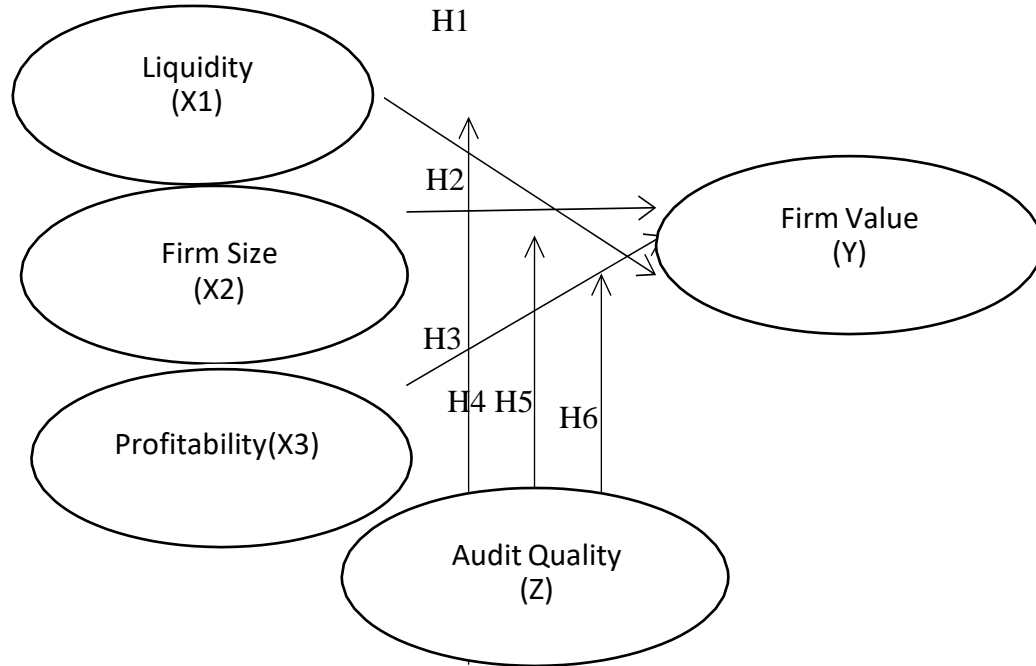 H1
Liquidity
(X1)
H2
Firm Value
(Y)
Firm Size
(X2)
H3
H4 H5
H6
Profitability(X3)
Audit Quality
(Z)